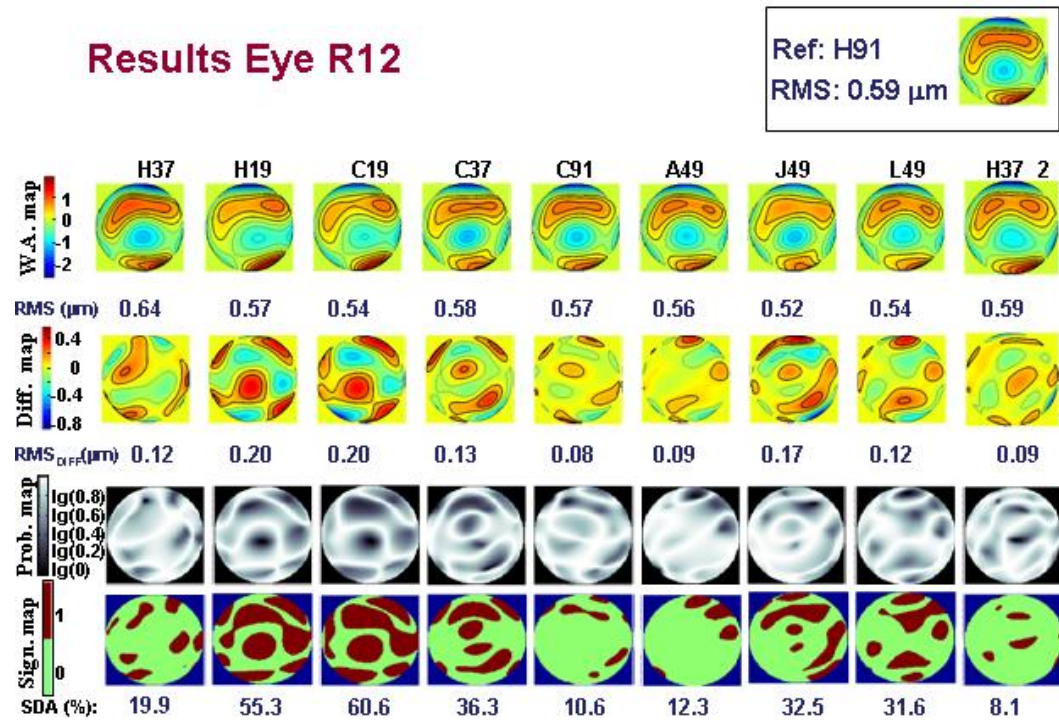 Results Eye R12
Ref: H91
RMS: 0.59 μm
H37 H19 C19 C37 C91 A49 J49 L49 H37 2
W.A. map
1
0
-1
-2
RMS (μm) 0.64 0.57 0.54 0.58 0.57 0.56 0.52 0.54 0.59
Diff. map
0.4
0
-0.4
-0.8
RMS DIFF(μm) 0.12 0.20 0.20 0.13 0.08 0.09 0.17 0.12 0.09
Prob. map
lg(0.8)
lg(0.6)
lg(0.4)
lg(0.2)
lg(0)
Sign. map
1
0
SDA (%): 19.9 55.3 60.6 36.3 10.6 12.3 32.5 31.6 8.1